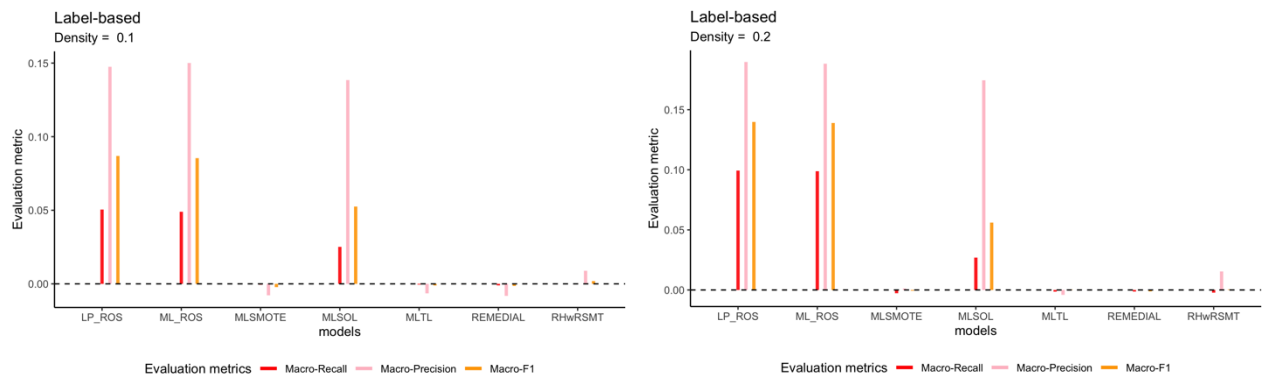 Label-based
Density = 0.1
0.15
0.10
0.05
0.00
Evaluation metric
LP_ROS ML_ROS MLSMOTE MLSOL MLTL REMEDIAL RHwRSMT
models
Evaluation metrics Macro-Recall Macro-Precision Macro-F1
Label-based
Density = 0.2
0.15
0.10
0.05
0.00
Evaluation metric
LP_ROS ML_ROS MLSMOTE MLSOL MLTL REMEDIAL RHwRSMT
models
Evaluation metrics Macro-Recall Macro-Precision Macro-F1